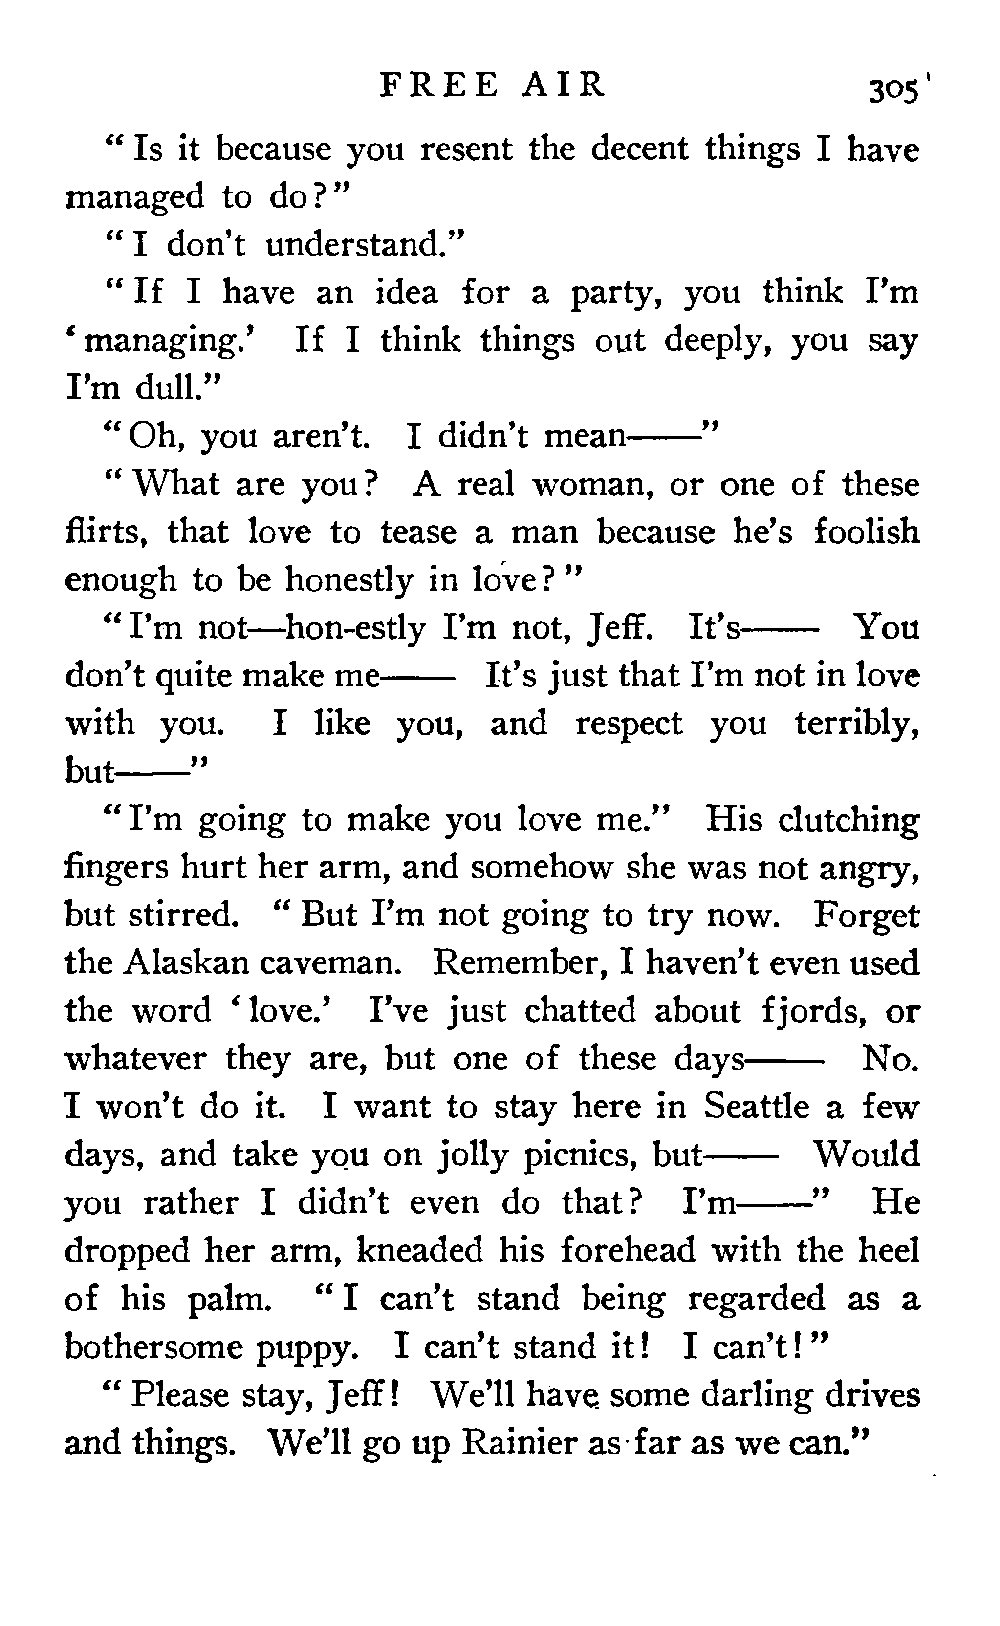 FREE AIR 305
"Is it because you resent the decent things I have
managed to do?"
"I don't understand."
"If I have an idea for a party, you think I'm
'managing.' If I think things out deeply, you say
I'm dull."
"Oh, you aren't. I didn't mean——"
"What are you? A real woman, or one of these
flirts, that love to tease a man because he's foolish
enough to be honestly in love?"
"I'm not—hon-estly I'm not, Jeff. It's—— You
don't quite make me—— It's just that I'm not in love
with you. I like you, and respect you terribly,
but——"
"I'm going to make you love me." His clutching
fingers hurt her arm, and somehow she was not angry,
but stirred. "But I'm not going to try now. Forget
the Alaskan caveman. Remember, I haven't even used
the word 'love.' I've just chatted about fjords, or
whatever they are, but one of these days—— No.
I won't do it. I want to stay here in Seattle a few
days, and take you on jolly picnics, but—— Would
you rather I didn't even do that? I'm——" He
dropped her arm, kneaded his forehead with the heel
of his palm. "I can't stand being regarded as a
bothersome puppy. I can't stand it! I can't!"
"Please stay, Jeff! We'll have some darling drives
and things. We'll go up Rainier as far as we can."